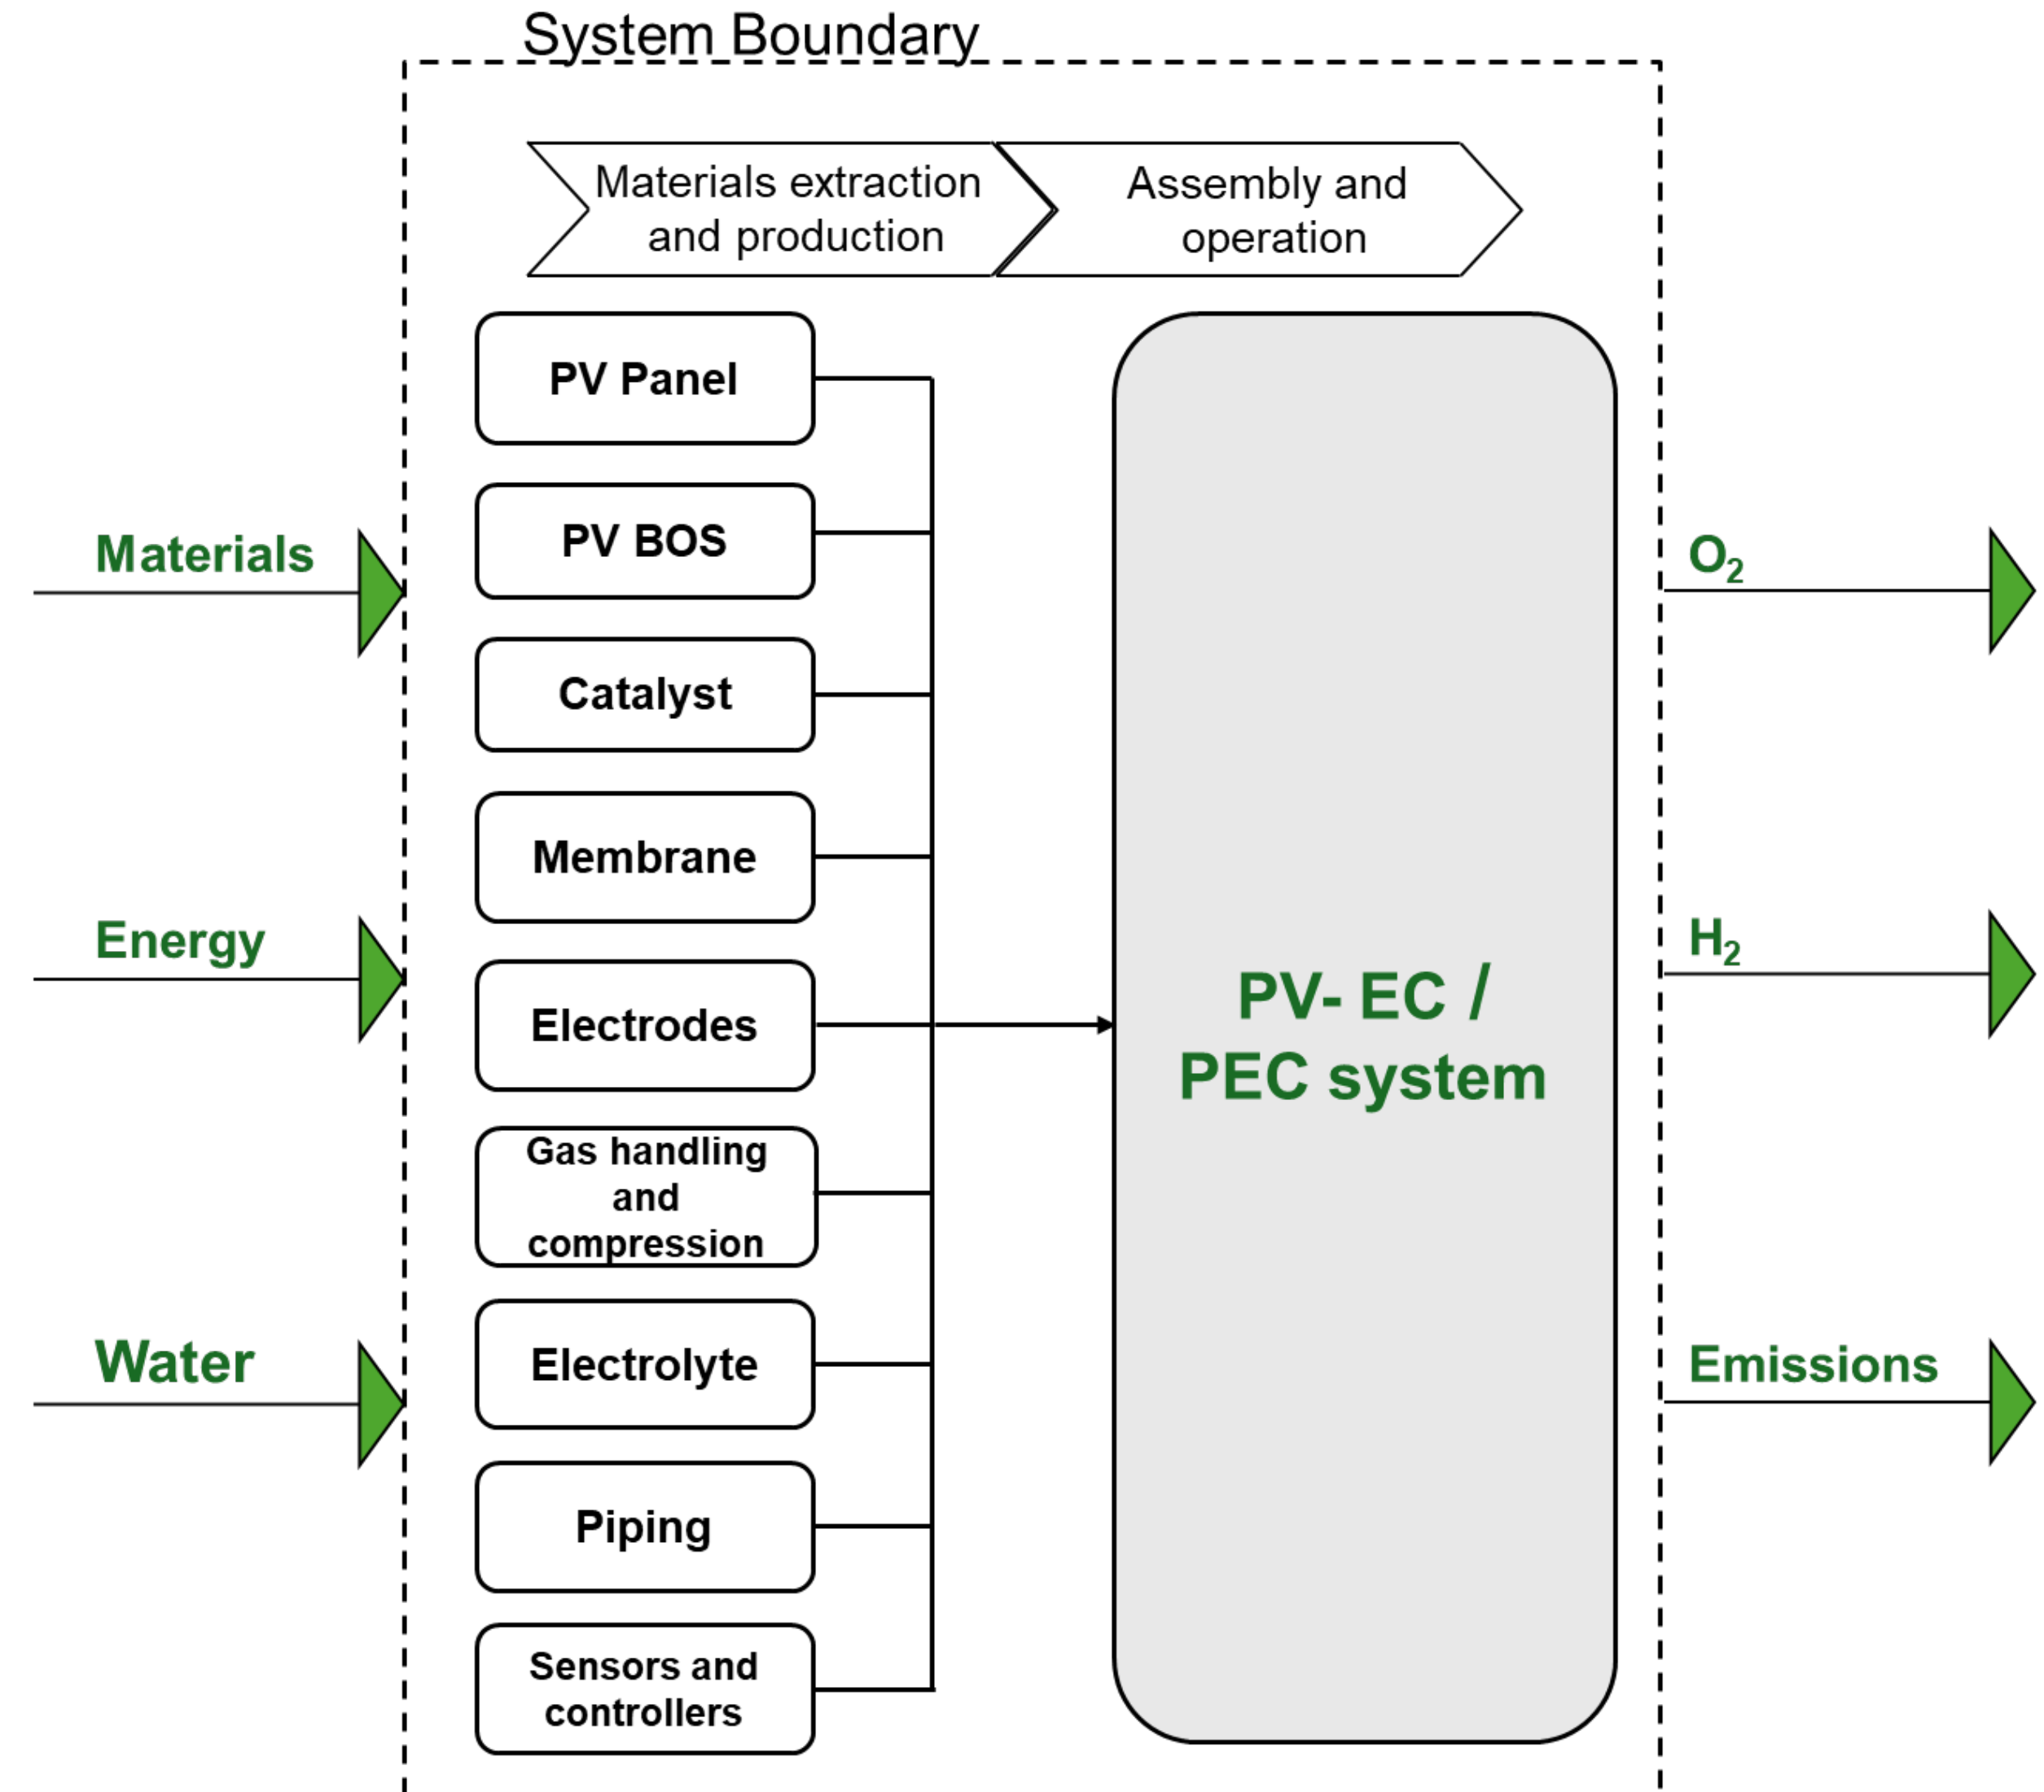 System Boundary
Materials extraction
and production
Assembly and
operation
PV Panel
PV BOS
Catalyst
Membrane
Electrodes
Gas handling
and
compression
Electrolyte
Piping
Sensors and
controllers
Materials
Energy
Water
PV- EC /
PEC system
O₂
H₂
Emissions